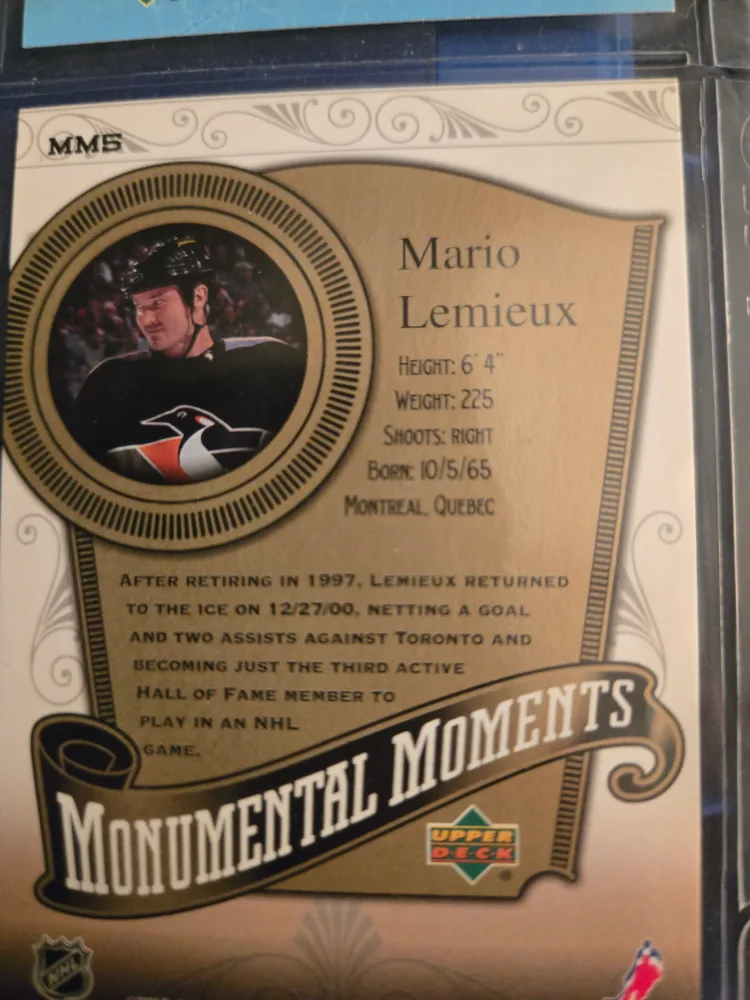 MM5
Mario
Lemieux
HEIGHT: 6' 4"
WEIGHT: 225
SHOOTS: RIGHT
BORN: 10/5/65
MONTREAL, QUEBEC
AFTER RETIRING IN 1997, LEMIEUX RETURNED
TO THE ICE ON 12/27/00, NETTING A GOAL
AND TWO ASSISTS AGAINST TORONTO AND
BECOMING JUST THE THIRD ACTIVE
HALL OF FAME MEMBER TO
PLAY IN AN NHL
GAME.
MONUMENTAL MOMENTS
UPPER
DECK
®
NHL